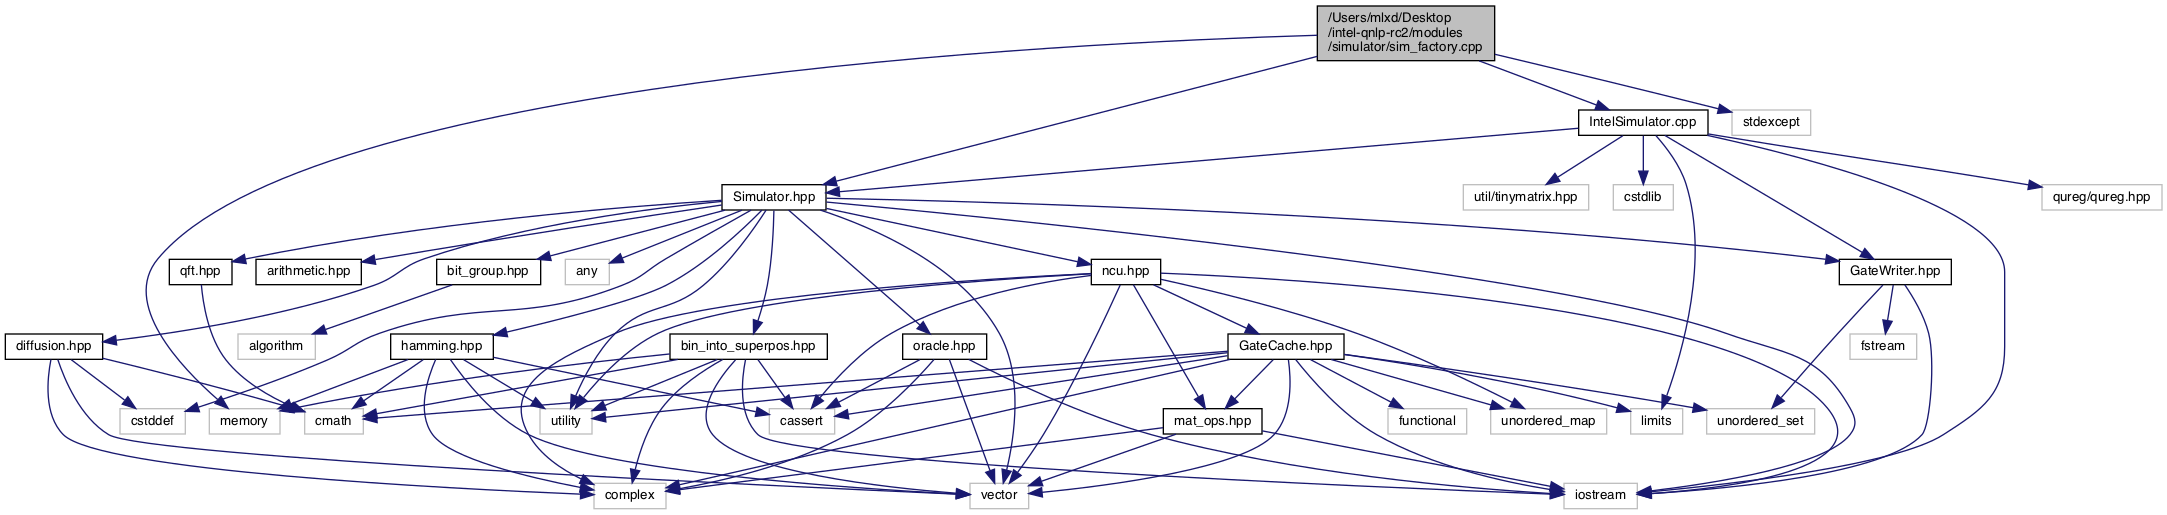 /Users/mlxd/Desktop
/intel-qnlp-rc2/modules
/simulator/sim_factory.cpp
IntelSimulator.cpp
stdexcept
Simulator.hpp
util/tinymatrix.hpp
cstdlib
qureg/qureg.hpp
qft.hpp
arithmetic.hpp
bit_group.hpp
any
ncu.hpp
GateWriter.hpp
diffusion.hpp
algorithm
hamming.hpp
bin_into_superpos.hpp
oracle.hpp
GateCache.hpp
fstream
cstddef
memory
cmath
utility
cassert
mat_ops.hpp
functional
unordered_map
limits
unordered_set
complex
vector
iostream